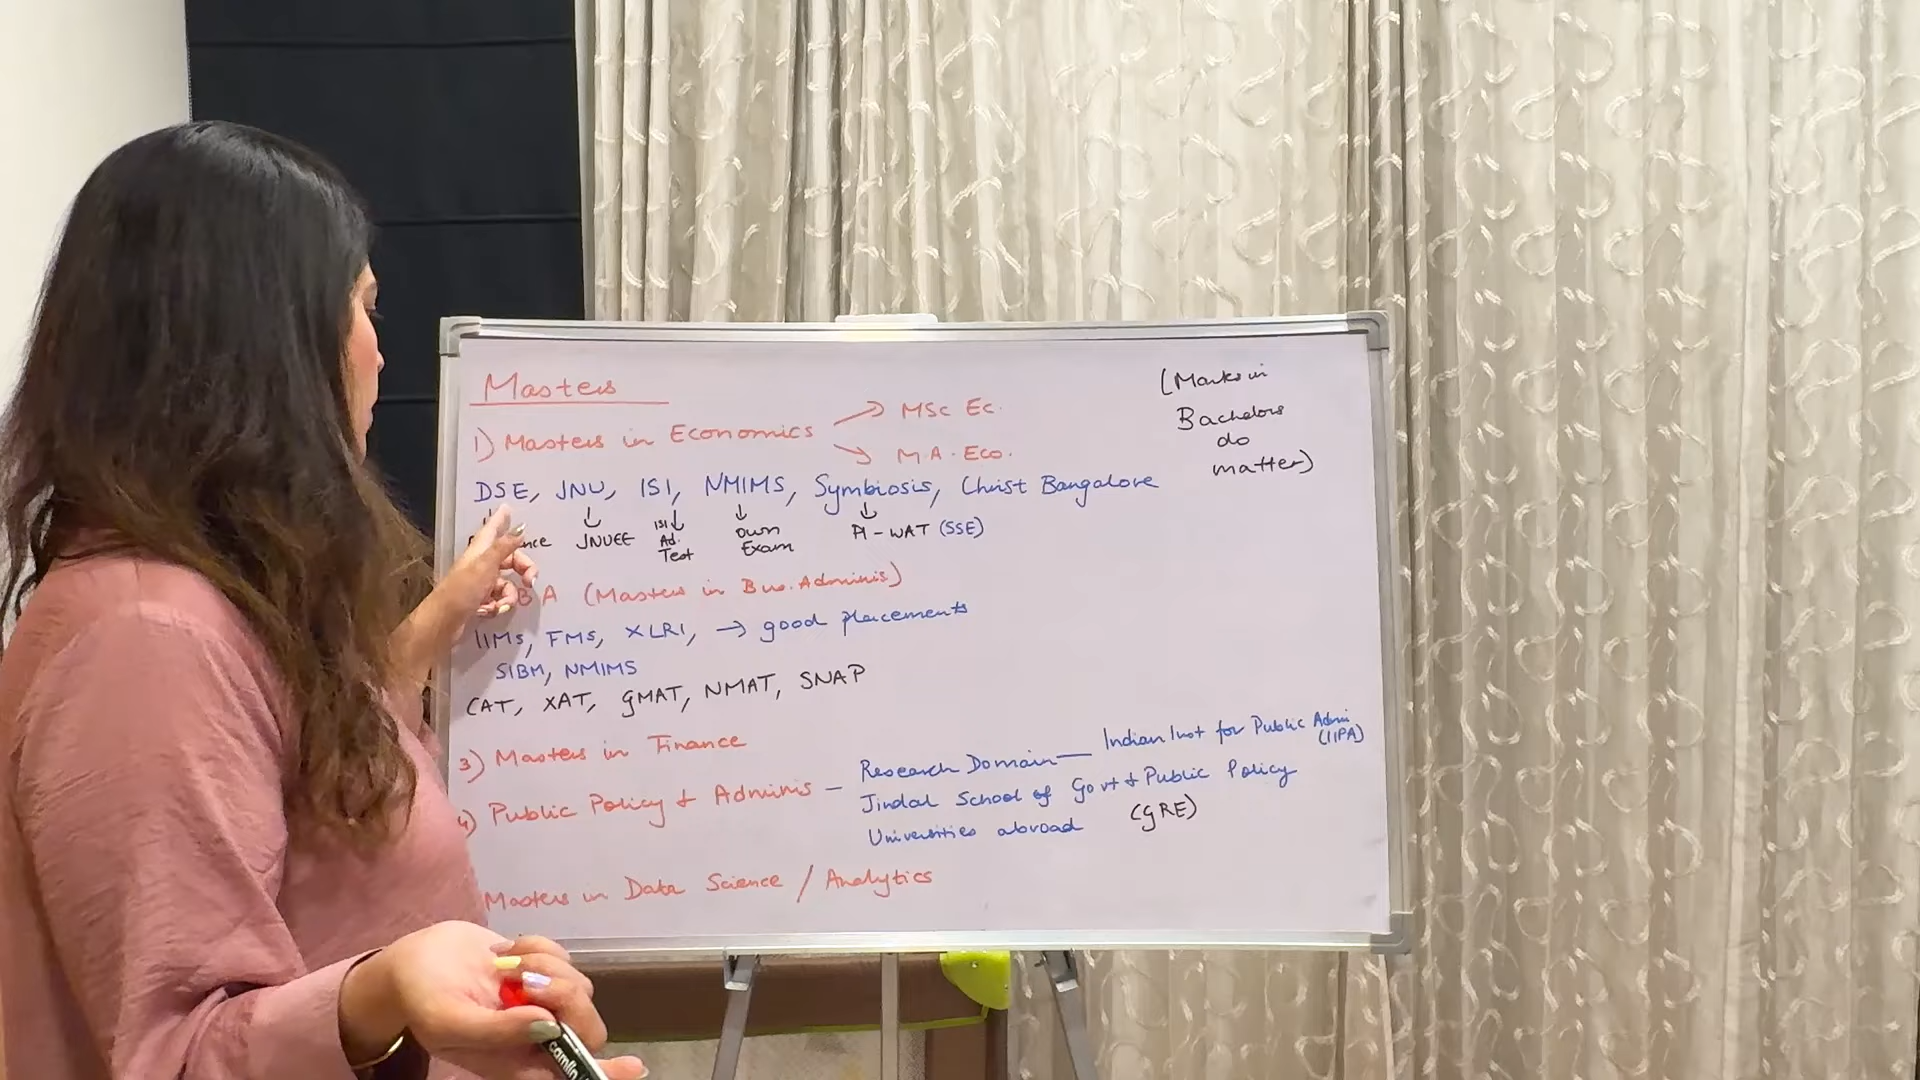 Masters
(Marks in
Bachelors
do
matter)
1) Masters in Economics
MSc Ec.
M.A. Eco.
DSE, JNU, ISI, NMIMS, Symbiosis, Christ Bangalore
JNUEE
ISI
Ad.
Test
own
Exam
PI - WAT (SSE)
BA (Masters in Bus. Adminis)
IIMs, FMS, XLRI, → good placements
SIBM, NMIMS
CAT, XAT, GMAT, NMAT, SNAP
3) Masters in Finance
4) Public Policy & Adminis - Research Domain — Indian Inst for Public Admi
(IIPA)
Jindal School of Govt & Public Policy
Universities abroad (GRE)
Masters in Data Science / Analytics
camlin